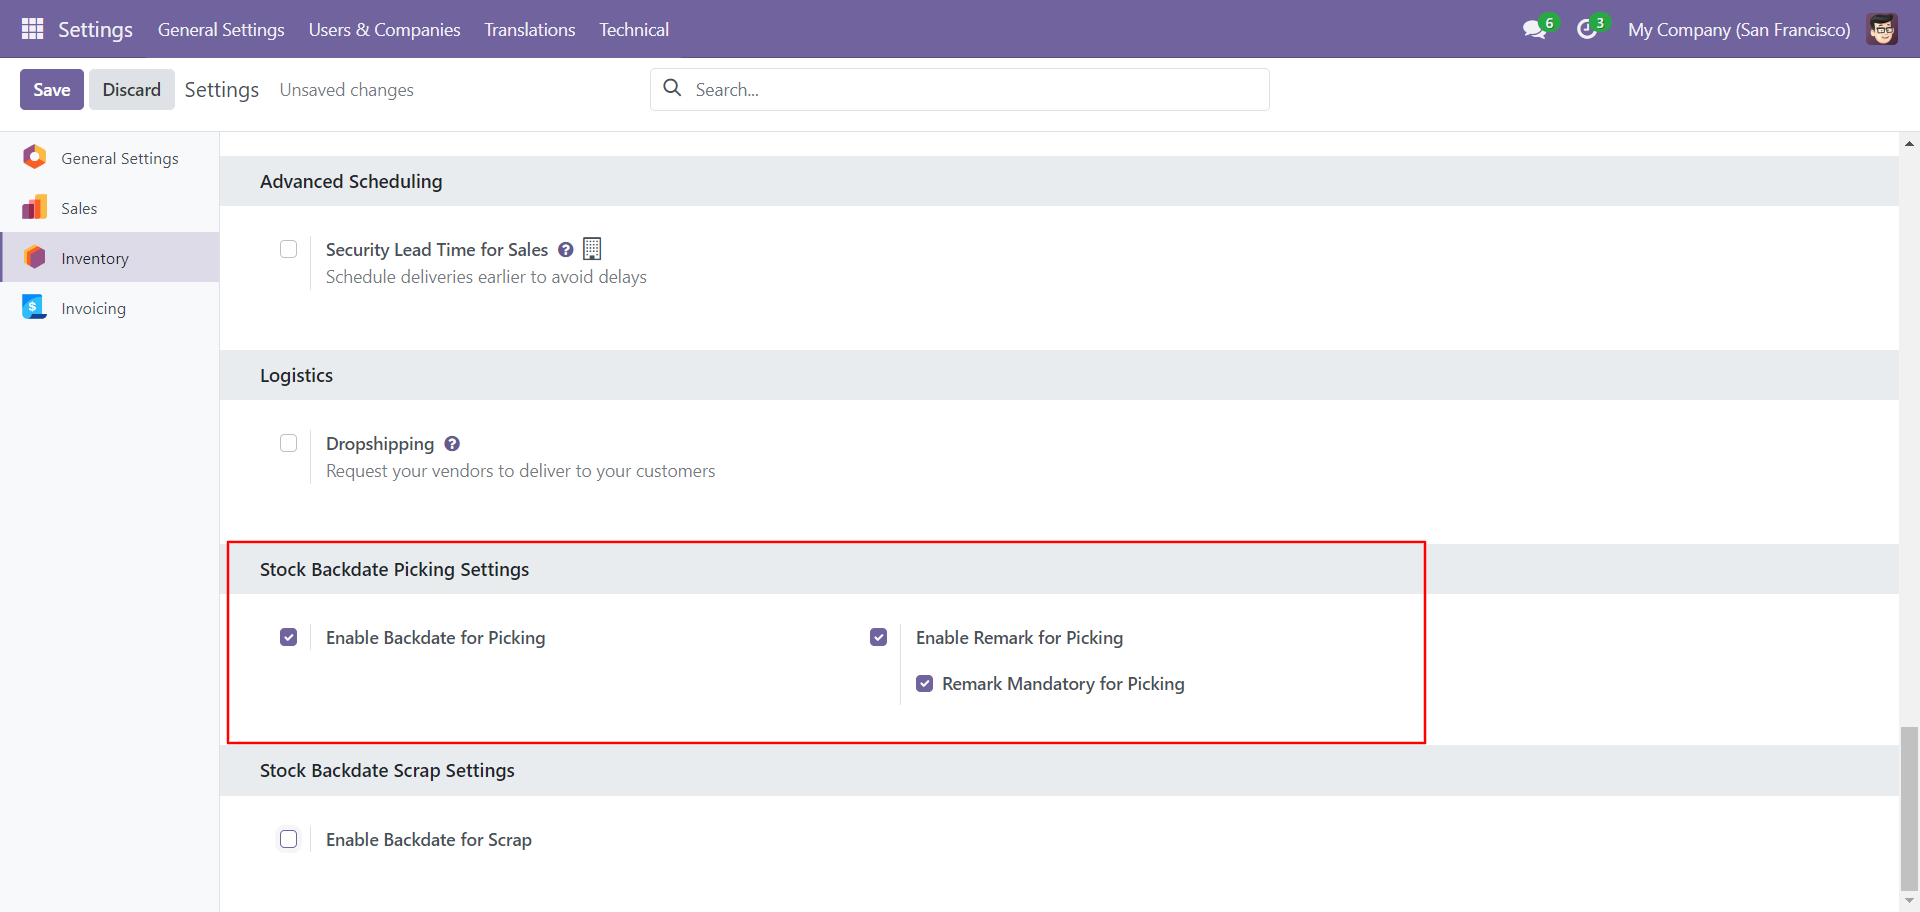 Settings General Settings Users & Companies Translations Technical 6 3 My Company (San Francisco)
Save Discard Settings Unsaved changes Search...
General Settings
Sales
Inventory
Invoicing
Advanced Scheduling
Security Lead Time for Sales ?
Schedule deliveries earlier to avoid delays
Logistics
Dropshipping ?
Request your vendors to deliver to your customers
Stock Backdate Picking Settings
Enable Backdate for Picking
Enable Remark for Picking
Remark Mandatory for Picking
Stock Backdate Scrap Settings
Enable Backdate for Scrap